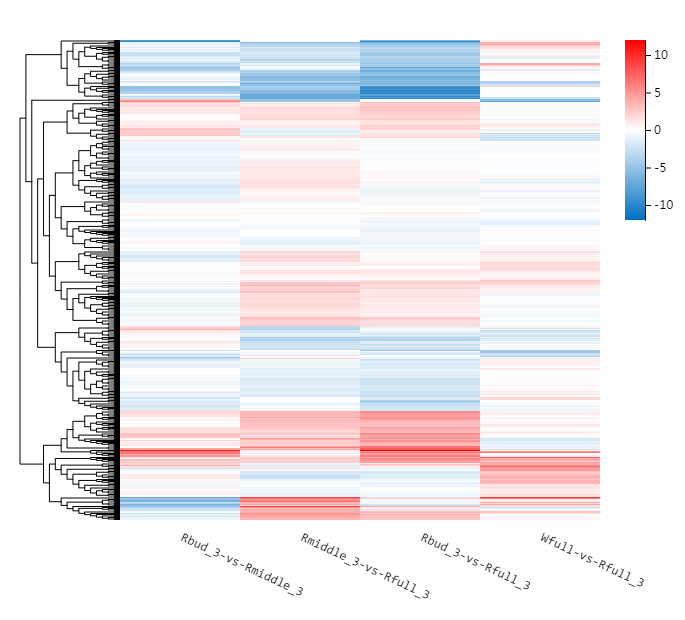 10
5
0
-5
-10
Rbud_3-vs-Rmiddle_3
Rmiddle_3-vs-Rfull_3
Rbud_3-vs-Rfull_3
Wfull-vs-Rfull_3